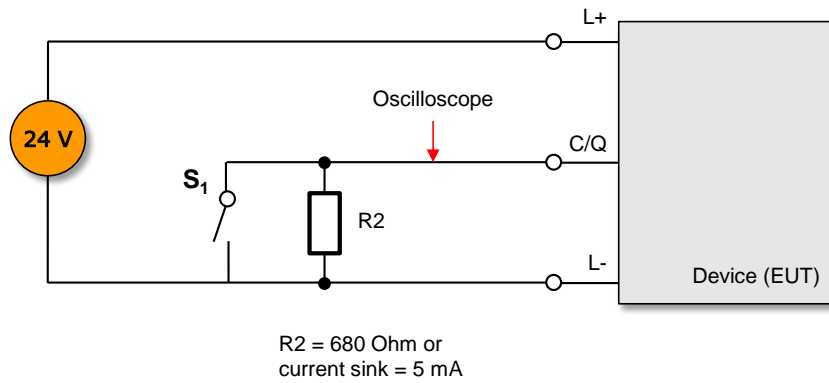 L+
Oscilloscope
24 V
C/Q
S1
R2
L-
Device (EUT)
R2 = 680 Ohm or
current sink = 5 mA